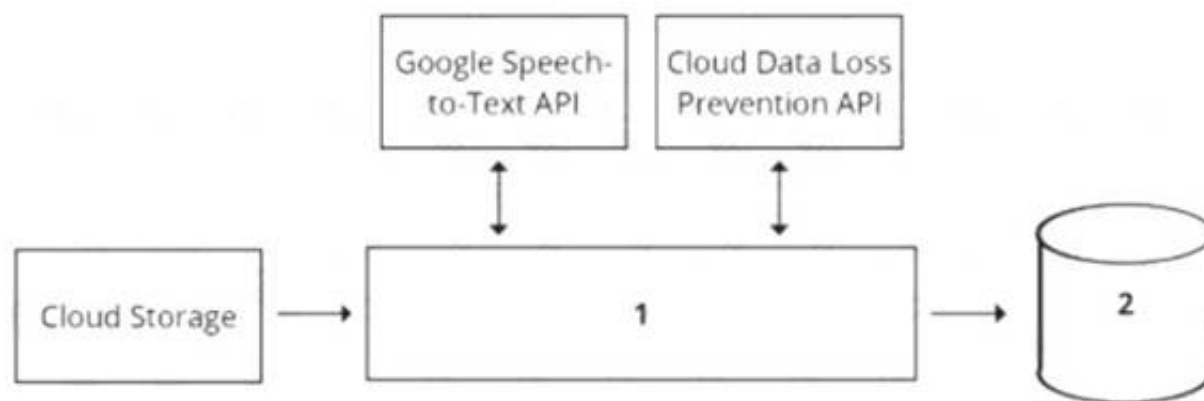 Google Speech-
to-Text API
Cloud Data Loss
Prevention API
Cloud Storage
1
2